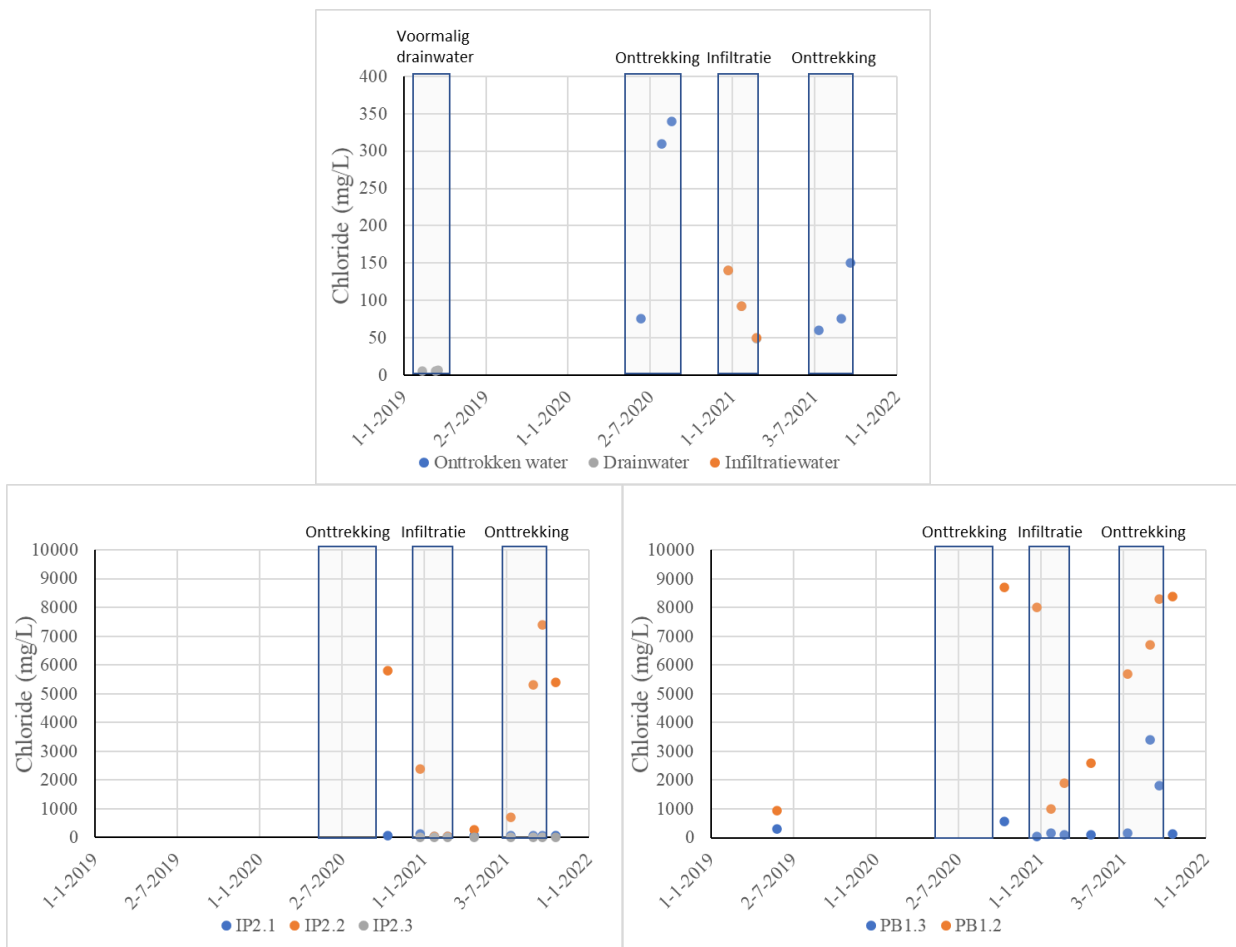 Voormalig
drainwater
Onttrekking Infiltratie Onttrekking
400
350
300
250
200
150
100
50
0
Chloride (mg/L)
1-1-2019 2-7-2019 1-1-2020 2-7-2020 1-1-2021 3-7-2021 1-1-2022
Onttrokken water Drainwater Infiltratiewater
Onttrekking Infiltratie Onttrekking
10000
9000
8000
7000
6000
5000
4000
3000
2000
1000
0
Chloride (mg/L)
1-1-2019 2-7-2019 1-1-2020 2-7-2020 1-1-2021 3-7-2021 1-1-2022
IP2.1 IP2.2 IP2.3
Onttrekking Infiltratie Onttrekking
10000
9000
8000
7000
6000
5000
4000
3000
2000
1000
0
Chloride (mg/L)
1-1-2019 2-7-2019 1-1-2020 2-7-2020 1-1-2021 3-7-2021 1-1-2022
PB1.3 PB1.2